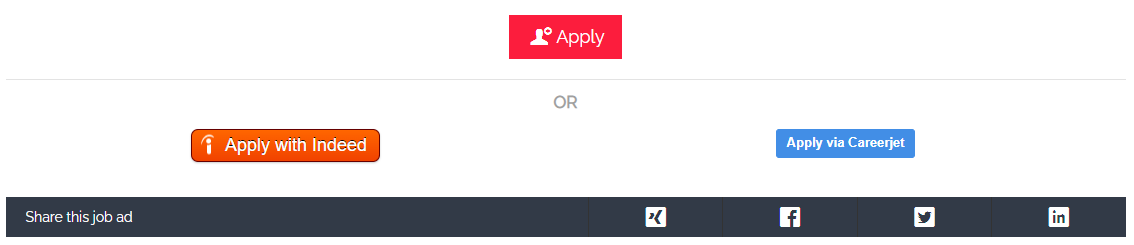 Apply
OR
Apply with Indeed
Apply via Careerjet
Share this job ad